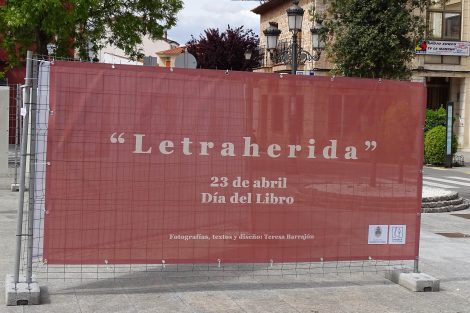 “Letraherida”
23 de abril
Día del Libro
Fotografías, textos y diseño: Teresa Barrajón